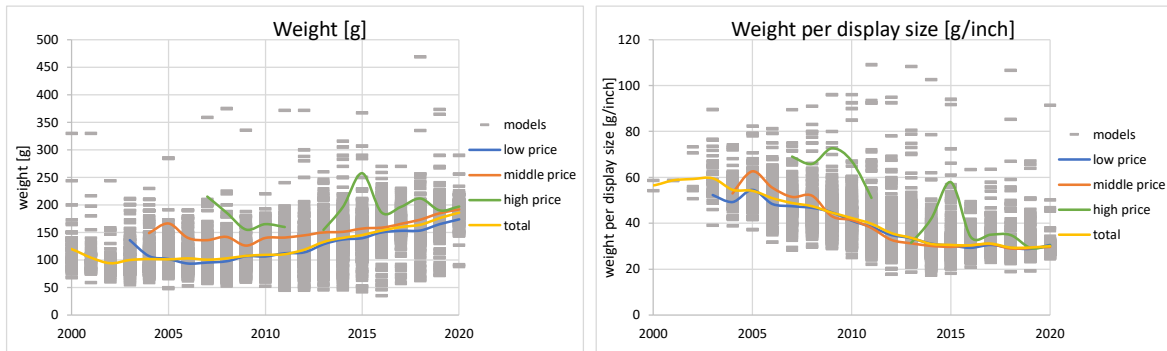 Weight [g]
weight [g]
500
450
400
350
300
250
200
150
100
50
0
2000 2005 2010 2015 2020
models
low price
middle price
high price
total
Weight per display size [g/inch]
weight per display size [g/inch]
120
100
80
60
40
20
0
2000 2005 2010 2015 2020
models
low price
middle price
high price
total